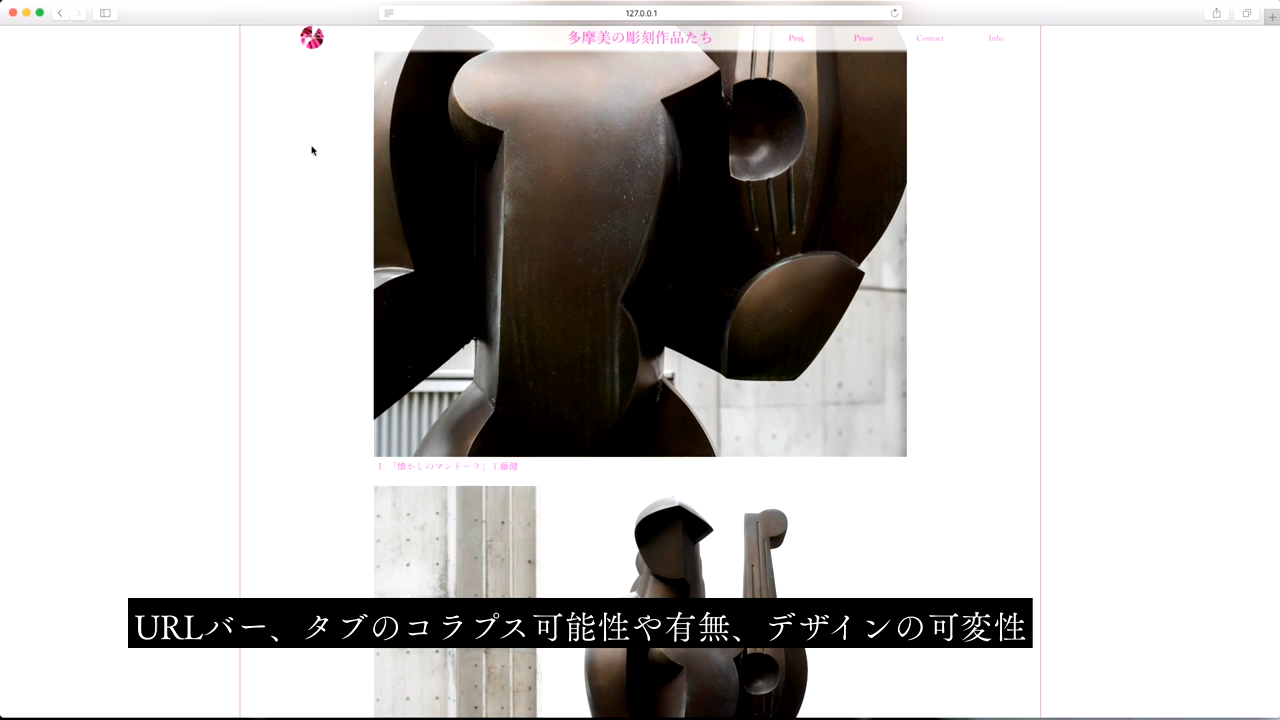 127.0.0.1
多摩美の彫刻作品たち
Proj.
Prose
Contact
Info.
1. 「懐かしのマンドーラ」 工藤健
URLバー、タブのコラプス可能性や有無、デザインの可変性